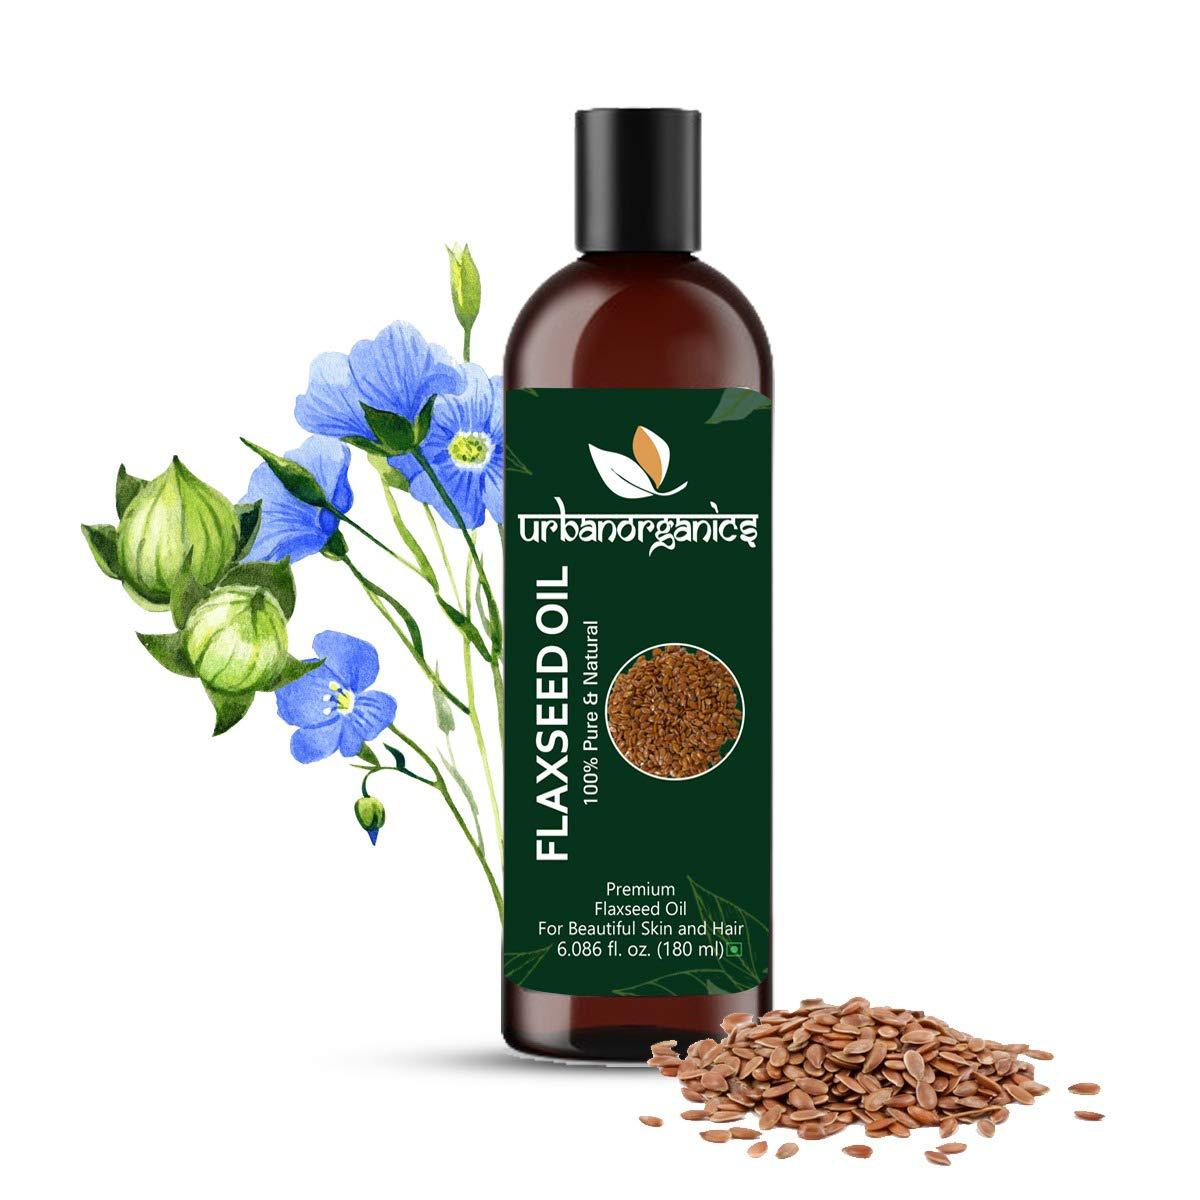 urbanorganics
FLAXSEED OIL
100% Pure & Natural
Premium
Flaxseed Oil
For Beautiful Skin and Hair
6.086 fl. oz. (180 ml)